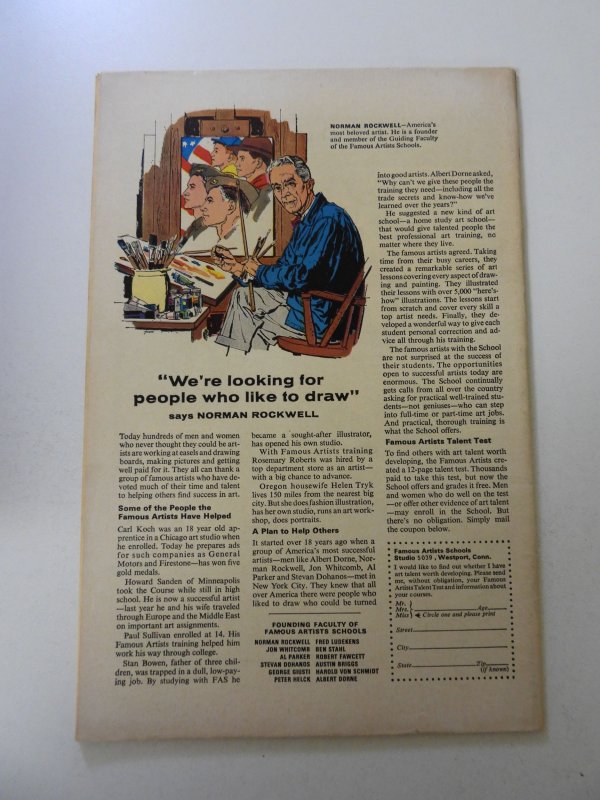 NORMAN ROCKWELL—America's
most beloved artist. He is a founder
and member of the Guiding Faculty
of the Famous Artists Schools.
"We're looking for
people who like to draw"
says NORMAN ROCKWELL
Today hundreds of men and women
who never thought they could be art-
ists are working at easels and drawing
boards, making pictures and getting
well paid for it. They all can thank a
group of famous artists who have de-
voted much of their time and talent
to helping others find success in art.
Some of the People the
Famous Artists Have Helped
Carl Koch was an 18 year old ap-
prentice in a Chicago art studio when
he enrolled. Today he prepares ads
for such companies as General
Motors and Firestone—has won five
gold medals.
Howard Sanden of Minneapolis
took the Course while still in high
school. He is now a successful artist
—last year he and his wife traveled
through Europe and the Middle East
on important art assignments.
Paul Sullivan enrolled at 14. His
Famous Artists training helped him
work his way through college.
Stan Bowen, father of three chil-
dren, was trapped in a dull, low-pay-
ing job. By studying with FAS he
became a sought-after illustrator,
has opened his own studio.
With Famous Artists training
Rosemary Roberts was hired by a
top department store as an artist—
with a big chance to advance.
Oregon housewife Helen Tryk
lives 150 miles from the nearest big
city. But she does fashion illustration,
has her own studio, runs an art work-
shop, does portraits.
A Plan to Help Others
It started over 18 years ago when a
group of America's most successful
artists—men like Albert Dorne, Nor-
man Rockwell, Jon Whitcomb, Al
Parker and Stevan Dohanos—met in
New York City. They knew that all
over America there were people who
liked to draw who could be turned
into good artists. Albert Dorne asked,
"Why can't we give these people the
training they need—including all the
trade secrets and know-how we've
learned over the years?"
He suggested a new kind of art
school—a home study art school—
that would give talented people the
best professional art training, no
matter where they live.
The famous artists agreed. Taking
time from their busy careers, they
created a remarkable series of art
lessons covering every aspect of draw-
ing and painting. They illustrated
their lessons with over 5,000 "here's-
how" illustrations. The lessons start
from scratch and cover every skill a
top artist needs. Finally, they de-
veloped a wonderful way to give each
student personal correction and ad-
vice all through his training.
The famous artists with the School
are not surprised at the success of
their students. The opportunities
open to successful artists today are
enormous. The School continually
gets calls from all over the country
asking for practical well-trained stu-
dents—not geniuses—who can step
into full-time or part-time art jobs.
And practical, thorough training is
what the School offers.
Famous Artists Talent Test
To find others with art talent worth
developing, the Famous Artists cre-
ated a 12-page talent test. Thousands
paid to take this test, but now the
School offers and grades it free. Men
and women who do well on the test
—or offer other evidence of art talent
—may enroll in the School. But
there's no obligation. Simply mail
the coupon below.
FOUNDING FACULTY OF
FAMOUS ARTISTS SCHOOLS
NORMAN ROCKWELL FRED LUDEKENS
JON WHITCOMB BEN STAHL
AL PARKER ROBERT FAWCETT
STEVAN DOHANOS AUSTIN BRIGGS
GEORGE GIUSTI HAROLD VON SCHMIDT
PETER HELCK ALBERT DORNE
Famous Artists Schools
Studio 5039, Westport, Conn.
I would like to find out whether I have
art talent worth developing. Please send
me, without obligation, your Famous
Artists Talent Test and information about
your courses.
Mr.
Mrs. Age
Miss Circle one and please print
Street
City
State Zip
(if known)